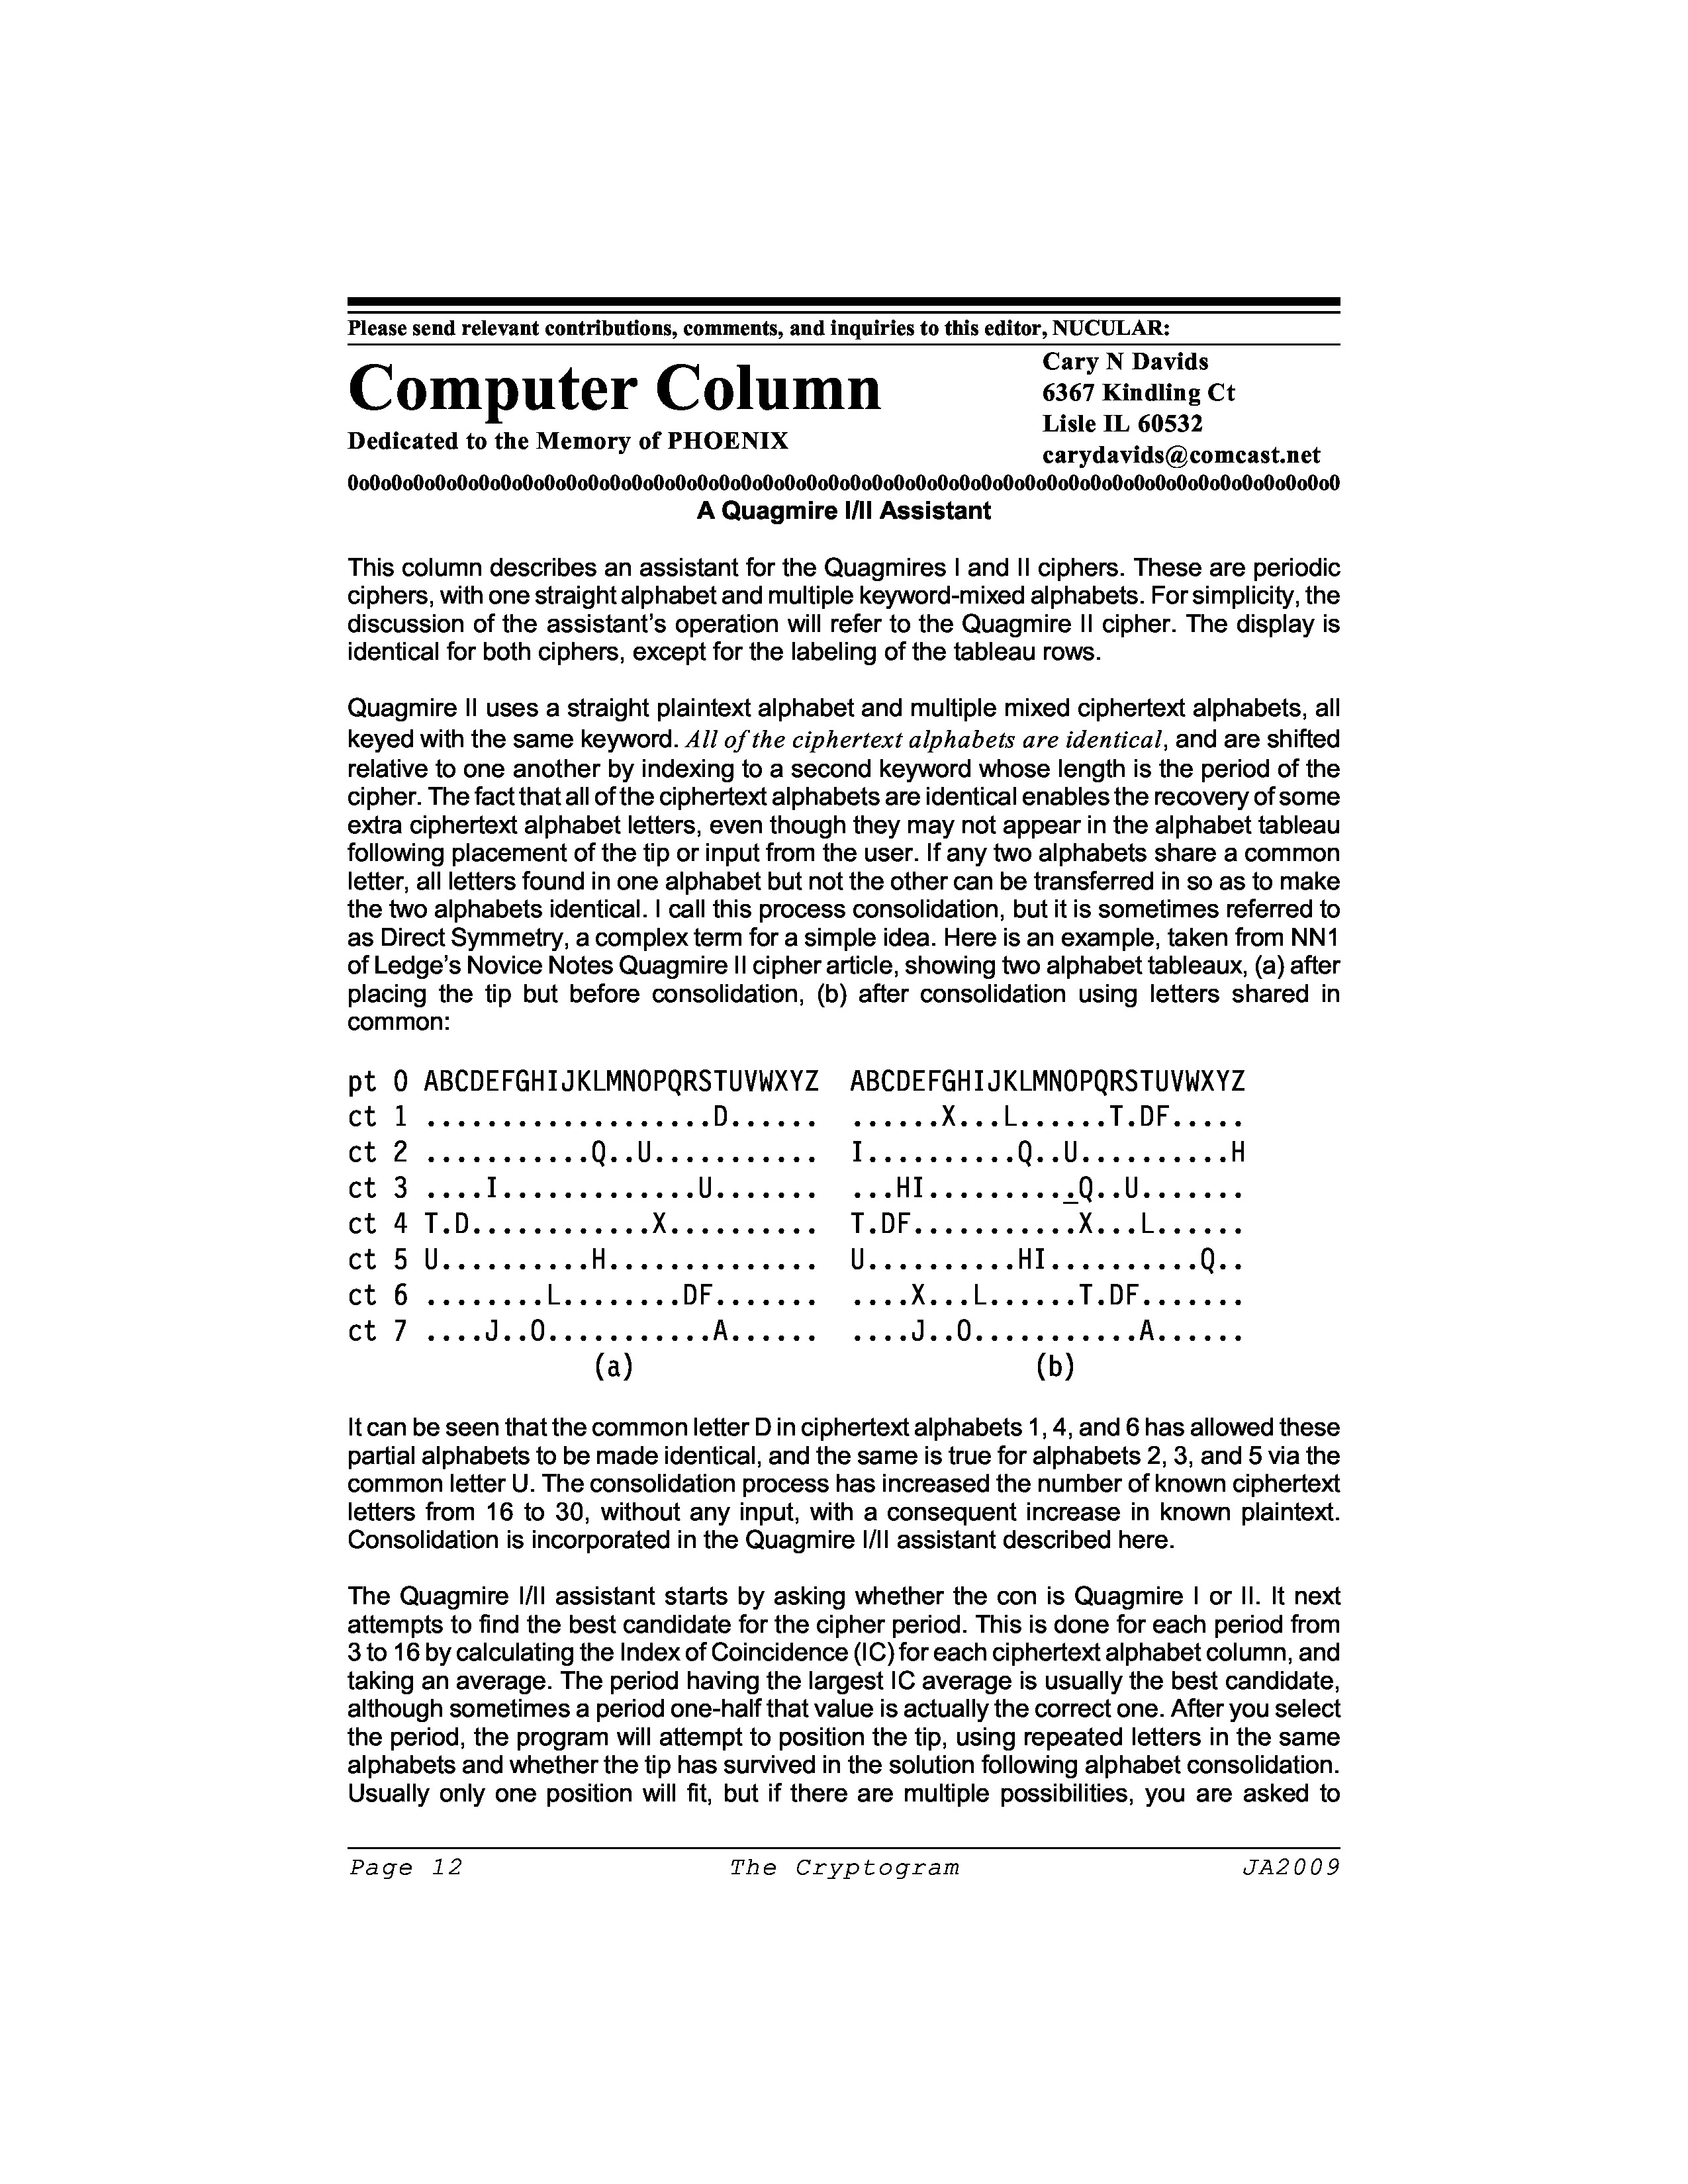 Please send relevant contributions, comments, and inquiries to this editor, NUCULAR:
Computer Column
Dedicated to the Memory of PHOENIX
Cary N Davids
6367 Kindling Ct
Lisle IL 60532
carydavids@comcast.net
0o0o0o0o0o0o0o0o0o0o0o0o0o0o0o0o0o0o0o0o0o0o0o0o0o0o0o0o0o0o0o0o0o0o0o0o0o0o0o0o0o0o0o0o0o0
A Quagmire I/II Assistant
This column describes an assistant for the Quagmires I and II ciphers. These are periodic
ciphers, with one straight alphabet and multiple keyword-mixed alphabets. For simplicity, the
discussion of the assistant's operation will refer to the Quagmire II cipher. The display is
identical for both ciphers, except for the labeling of the tableau rows.
Quagmire II uses a straight plaintext alphabet and multiple mixed ciphertext alphabets, all
keyed with the same keyword. All of the ciphertext alphabets are identical, and are shifted
relative to one another by indexing to a second keyword whose length is the period of the
cipher. The fact that all of the ciphertext alphabets are identical enables the recovery of some
extra ciphertext alphabet letters, even though they may not appear in the alphabet tableau
following placement of the tip or input from the user. If any two alphabets share a common
letter, all letters found in one alphabet but not the other can be transferred in so as to make
the two alphabets identical. I call this process consolidation, but it is sometimes referred to
as Direct Symmetry, a complex term for a simple idea. Here is an example, taken from NN1
of Ledge's Novice Notes Quagmire II cipher article, showing two alphabet tableaux, (a) after
placing the tip but before consolidation, (b) after consolidation using letters shared in
common:
pt 0 ABCDEFGHIJKLMNOPQRSTUVWXYZ ABCDEFGHIJKLMNOPQRSTUVWXYZ
ct 1 ...................D...... ......X...L......T.DF.....
ct 2 ...........Q..U........... I..........Q..U..........H
ct 3 ....I.............U....... ...HI.........._Q..U.......
ct 4 T.D............X.......... T.DF...........X...L......
ct 5 U..........H.............. U..........HI..........Q..
ct 6 ........L........DF....... ....X...L......T.DF.......
ct 7 ....J..O...........A...... ....J..O...........A......
(a) (b)
It can be seen that the common letter D in ciphertext alphabets 1, 4, and 6 has allowed these
partial alphabets to be made identical, and the same is true for alphabets 2, 3, and 5 via the
common letter U. The consolidation process has increased the number of known ciphertext
letters from 16 to 30, without any input, with a consequent increase in known plaintext.
Consolidation is incorporated in the Quagmire I/II assistant described here.
The Quagmire I/II assistant starts by asking whether the con is Quagmire I or II. It next
attempts to find the best candidate for the cipher period. This is done for each period from
3 to 16 by calculating the Index of Coincidence (IC) for each ciphertext alphabet column, and
taking an average. The period having the largest IC average is usually the best candidate,
although sometimes a period one-half that value is actually the correct one. After you select
the period, the program will attempt to position the tip, using repeated letters in the same
alphabets and whether the tip has survived in the solution following alphabet consolidation.
Usually only one position will fit, but if there are multiple possibilities, you are asked to
Page 12 The Cryptogram JA2009